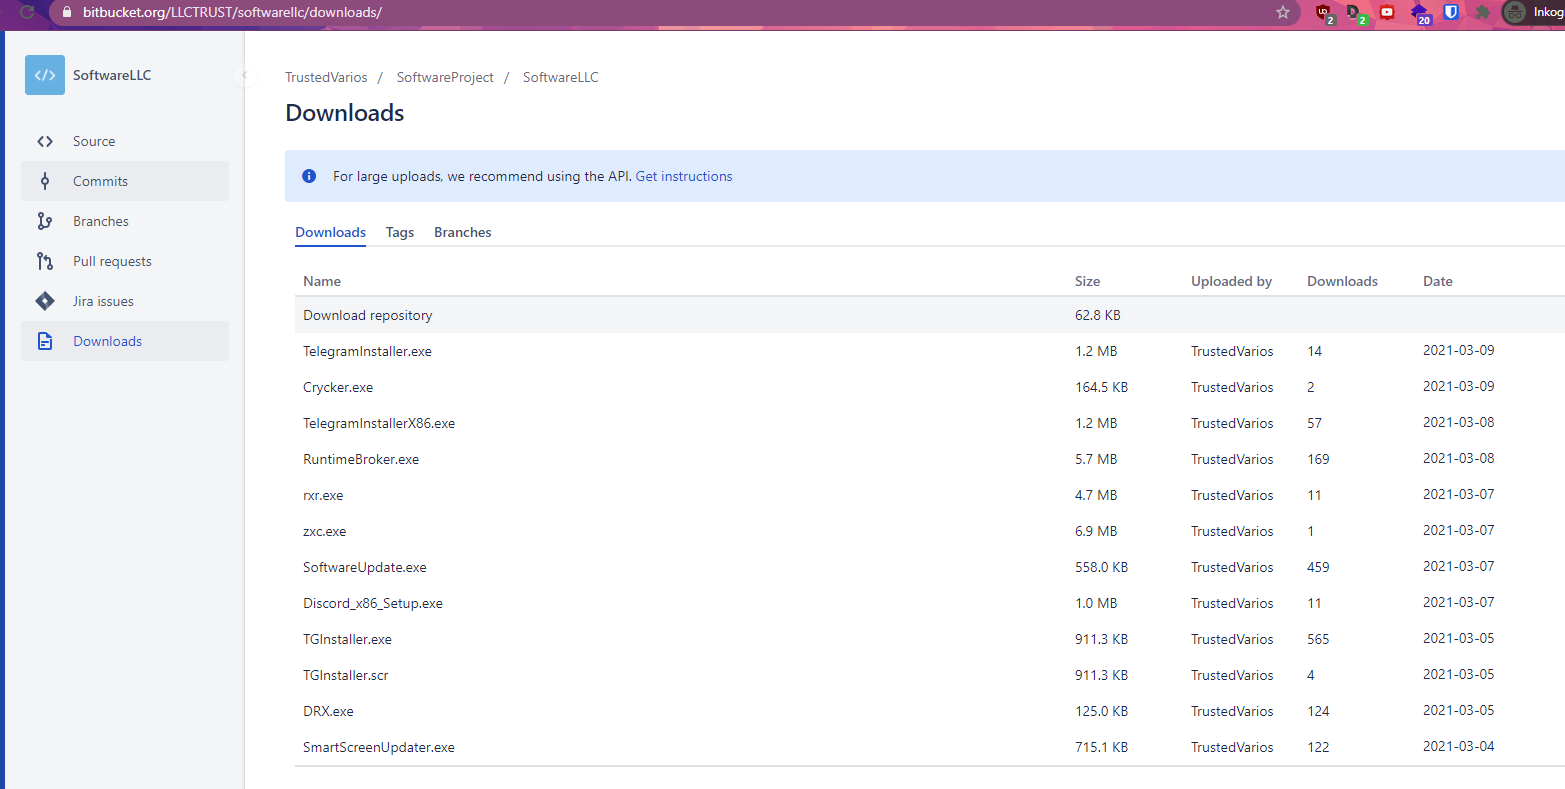 bitbucket.org/LLCTRUST/softwarellc/downloads/
UD 2 2 20 Inkog
SoftwareLLC
Source
Commits
Branches
Pull requests
Jira issues
Downloads
TrustedVarios / SoftwareProject / SoftwareLLC
Downloads
For large uploads, we recommend using the API. Get instructions
Downloads Tags Branches
Name Size Uploaded by Downloads Date
Download repository 62.8 KB
TelegramInstaller.exe 1.2 MB TrustedVarios 14 2021-03-09
Crycker.exe 164.5 KB TrustedVarios 2 2021-03-09
TelegramInstallerX86.exe 1.2 MB TrustedVarios 57 2021-03-08
RuntimeBroker.exe 5.7 MB TrustedVarios 169 2021-03-08
rxr.exe 4.7 MB TrustedVarios 11 2021-03-07
zxc.exe 6.9 MB TrustedVarios 1 2021-03-07
SoftwareUpdate.exe 558.0 KB TrustedVarios 459 2021-03-07
Discord_x86_Setup.exe 1.0 MB TrustedVarios 11 2021-03-07
TGInstaller.exe 911.3 KB TrustedVarios 565 2021-03-05
TGInstaller.scr 911.3 KB TrustedVarios 4 2021-03-05
DRX.exe 125.0 KB TrustedVarios 124 2021-03-05
SmartScreenUpdater.exe 715.1 KB TrustedVarios 122 2021-03-04